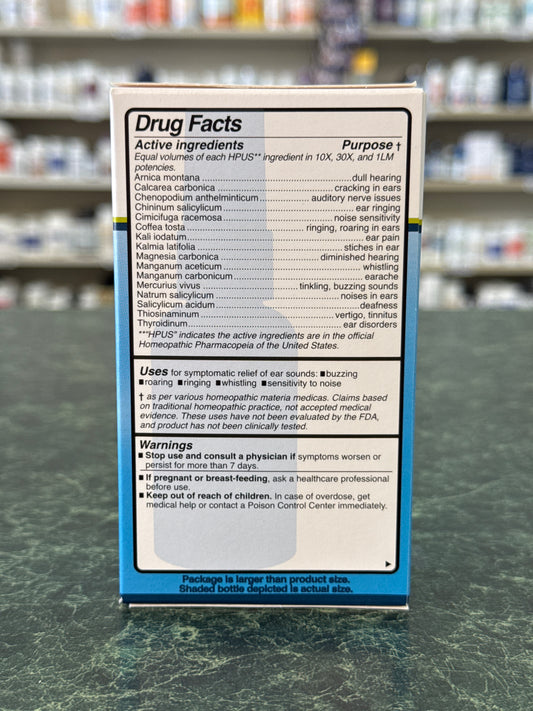 Drug Facts
Active ingredients Purpose †
Equal volumes of each HPUS** ingredient in 10X, 30X, and 1LM
potencies.
Arnica montana ........ dull hearing
Calcarea carbonica ........ cracking in ears
Chenopodium anthelminticum ........ auditory nerve issues
Chininum salicylicum ........ ear ringing
Cimicifuga racemosa ........ noise sensitivity
Coffea tosta ........ ringing, roaring in ears
Kali iodatum ........ ear pain
Kalmia latifolia ........ stiches in ear
Magnesia carbonica ........ diminished hearing
Manganum aceticum ........ whistling
Manganum carbonicum ........ earache
Mercurius vivus ........ tinkling, buzzing sounds
Natrum salicylicum ........ noises in ears
Salicylicum acidum ........ deafness
Thiosinaminum ........ vertigo, tinnitus
Thyroidinum ........ ear disorders
**"HPUS" indicates the active ingredients are in the official
Homeopathic Pharmacopeia of the United States.
Uses for symptomatic relief of ear sounds: ■buzzing
■roaring ■ringing ■whistling ■sensitivity to noise
† as per various homeopathic materia medicas. Claims based
on traditional homeopathic practice, not accepted medical
evidence. These uses have not been evaluated by the FDA,
and product has not been clinically tested.
Warnings
■ Stop use and consult a physician if symptoms worsen or
persist for more than 7 days.
■ If pregnant or breast-feeding, ask a healthcare professional
before use.
■ Keep out of reach of children. In case of overdose, get
medical help or contact a Poison Control Center immediately.
Package is larger than product size.
Shaded bottle depicted is actual size.